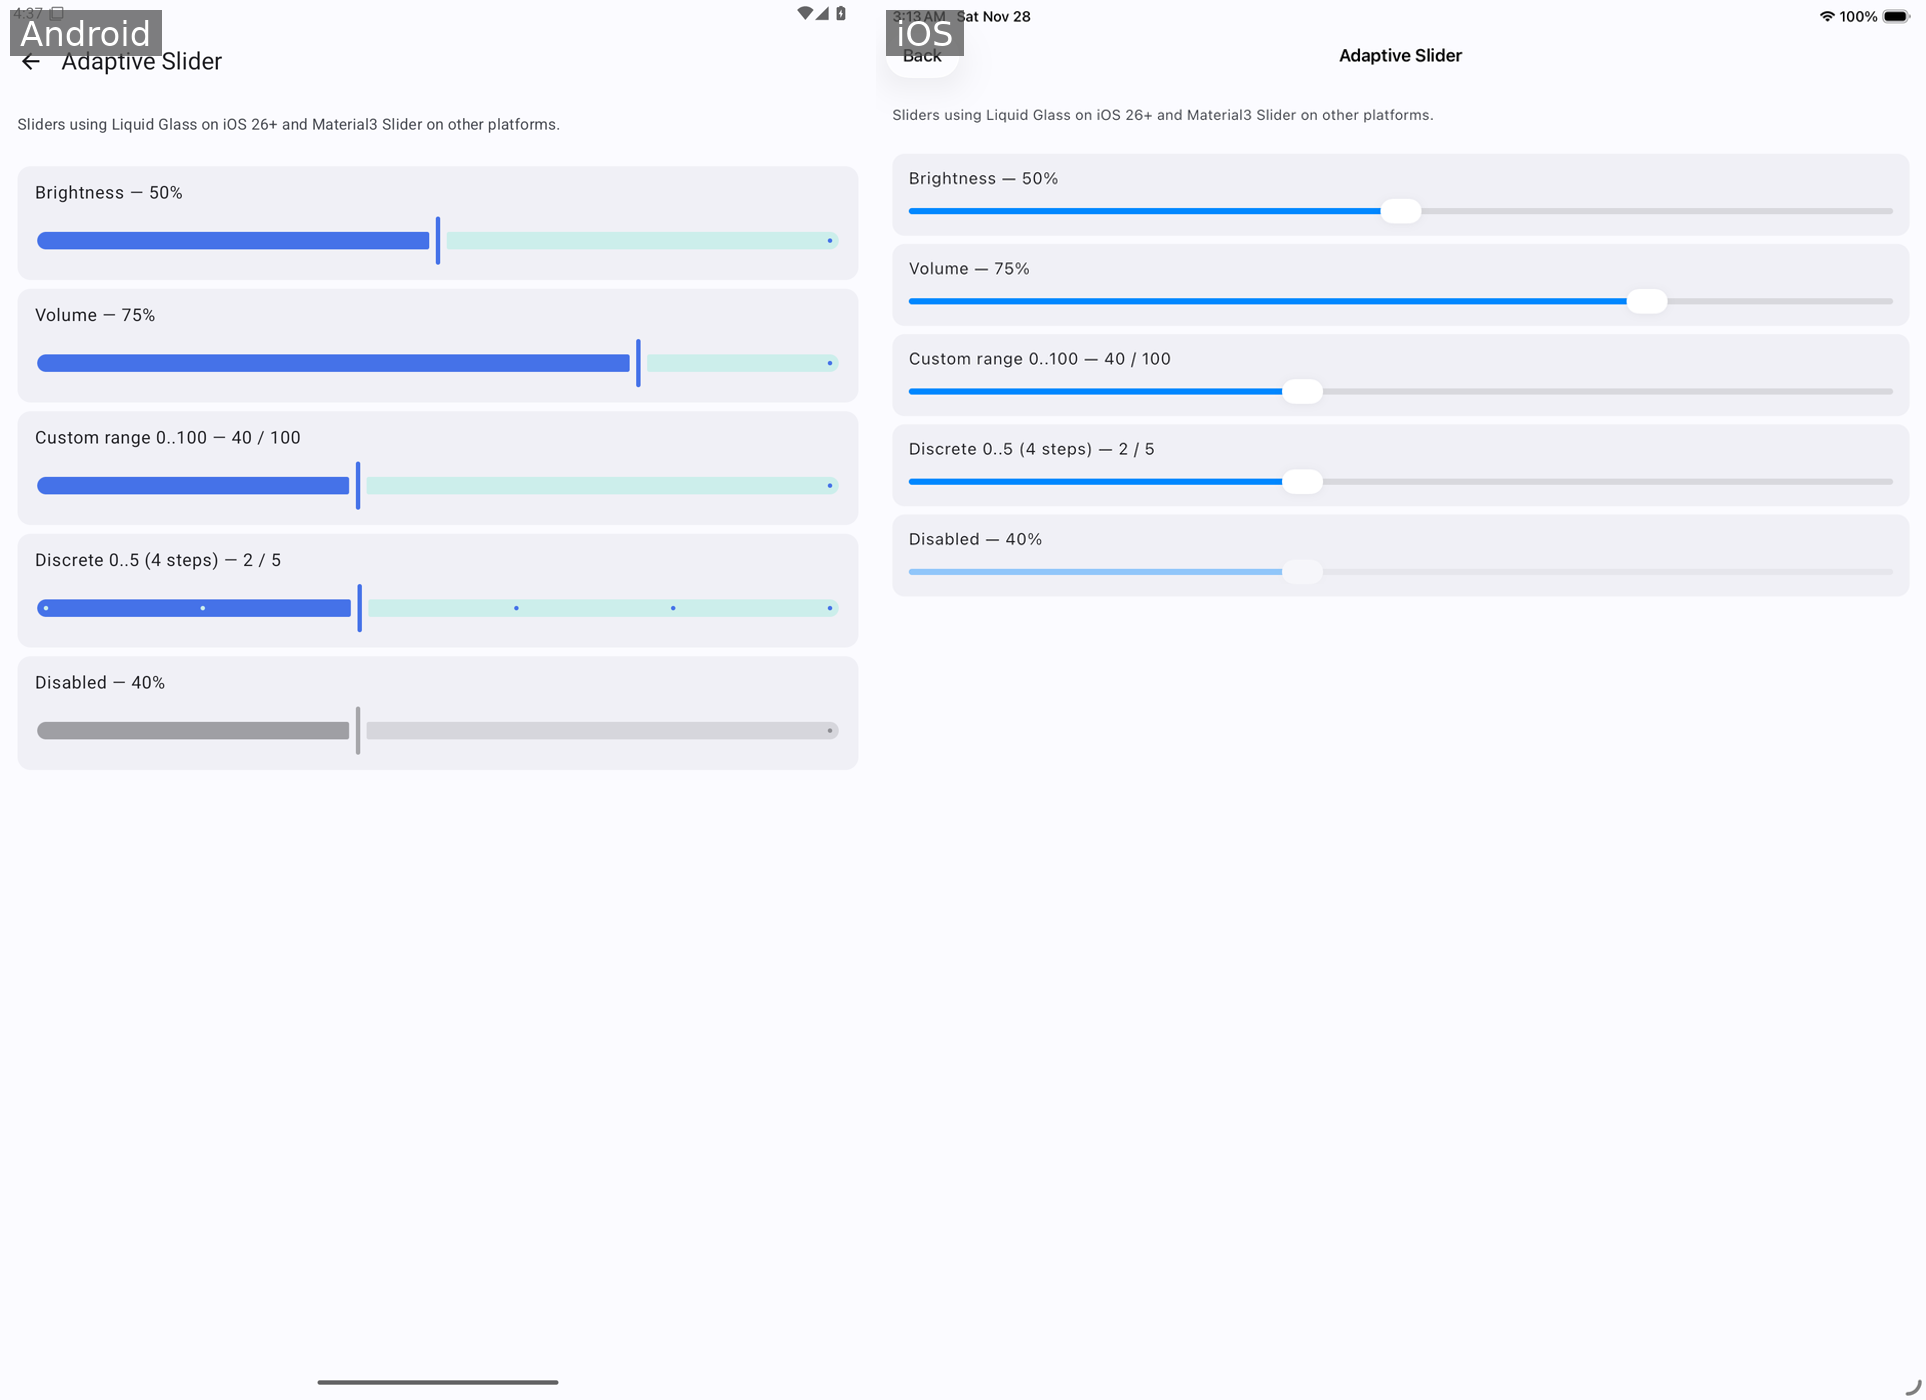 Android
4:37
Adaptive Slider
Sliders using Liquid Glass on iOS 26+ and Material3 Slider on other platforms.
Brightness — 50%
Volume — 75%
Custom range 0..100 — 40 / 100
Discrete 0..5 (4 steps) — 2 / 5
Disabled — 40%
iOS
3:13 AM Sat Nov 28
100%
Back
Adaptive Slider
Sliders using Liquid Glass on iOS 26+ and Material3 Slider on other platforms.
Brightness — 50%
Volume — 75%
Custom range 0..100 — 40 / 100
Discrete 0..5 (4 steps) — 2 / 5
Disabled — 40%